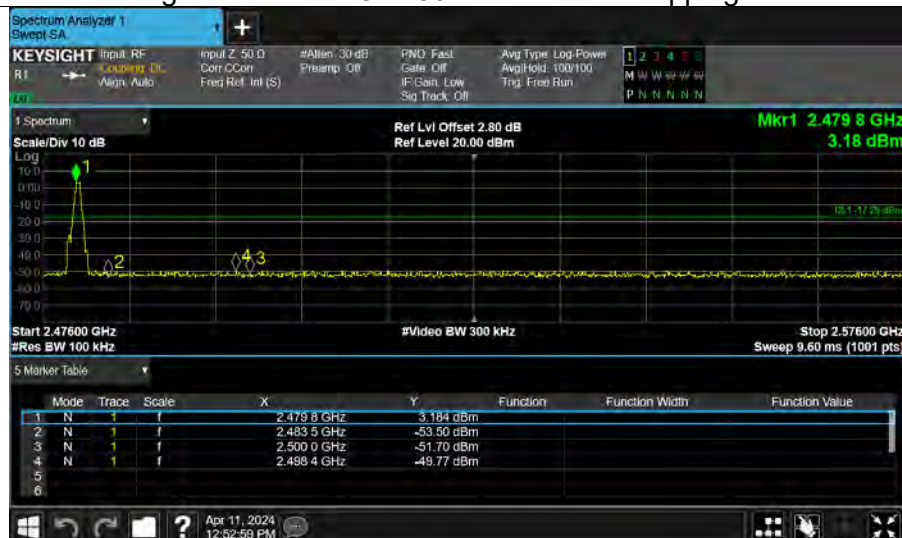 Spectrum Analyzer 1
Swept SA
+
KEYSIGHT Input: RF Input Z: 50 Ω #Atten: 30 dB PNO: Fast Avg Type: Log-Power 1 2 3 4 5 6
R1 Coupling: DC Corr CCorr Preamp: Off Gate: Off Avg|Hold: 100/100 M W W W W W
Align: Auto Freq Ref: Int (S) IF Gain: Low Trig: Free Run
Sig Track: Off P N N N N N
1 Spectrum
Scale/Div 10 dB
Ref Lvl Offset 2.80 dB
Ref Level 20.00 dBm
Mkr1 2.479 8 GHz
3.18 dBm
Log
10.0
0.00
-10.0
-20.0
-30.0
-40.0
-50.0
-60.0
-70.0
1
2
4 3
DL1 -17.29 dBm
Start 2.47600 GHz #Video BW 300 kHz Stop 2.57600 GHz
#Res BW 100 kHz Sweep 9.60 ms (1001 pts)
5 Marker Table
Mode Trace Scale X Y Function Function Width Function Value
1 N 1 f 2.479 8 GHz 3.184 dBm
2 N 1 f 2.483 5 GHz -53.50 dBm
3 N 1 f 2.500 0 GHz -51.70 dBm
4 N 1 f 2.498 4 GHz -49.77 dBm
5
6
? Apr 11, 2024
12:52:59 PM